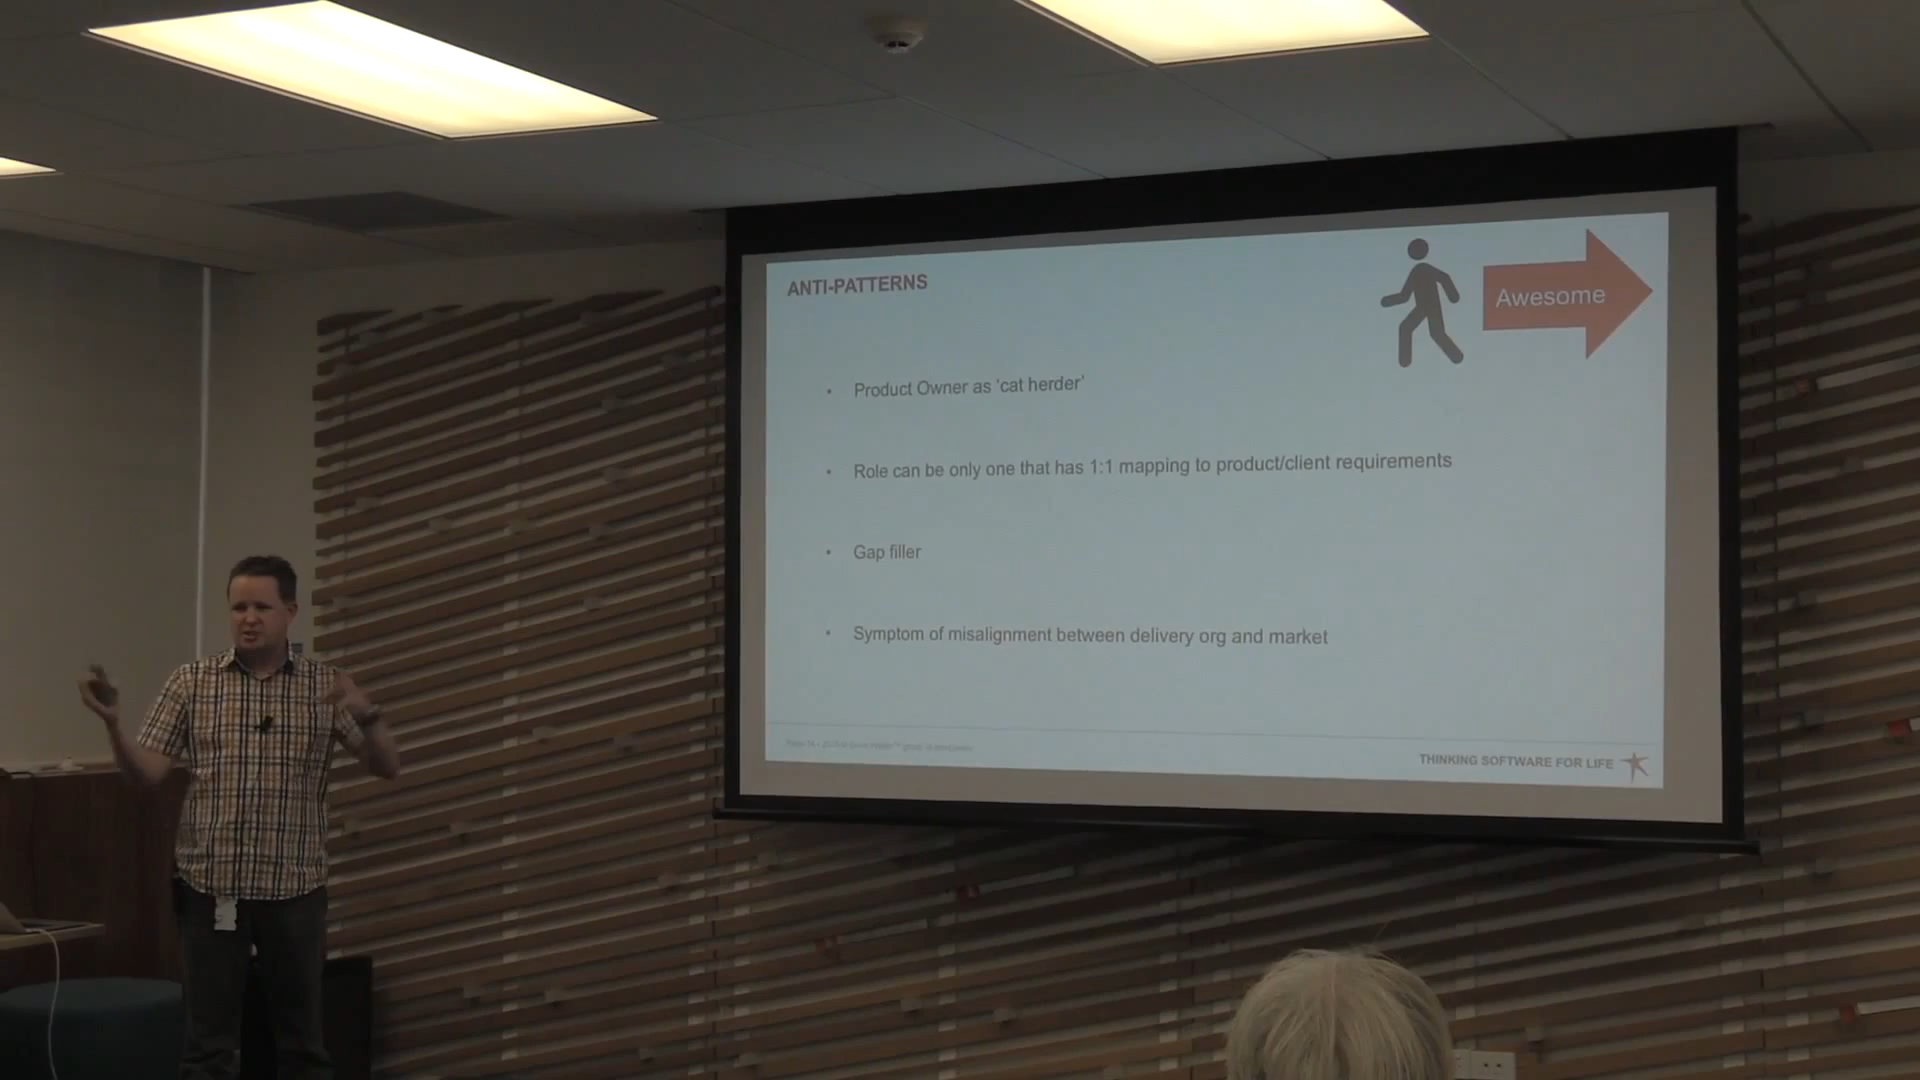 ANTI-PATTERNS
Awesome
• Product Owner as ‘cat herder’
• Role can be only one that has 1:1 mapping to product/client requirements
• Gap filler
• Symptom of misalignment between delivery org and market
THINKING SOFTWARE FOR LIFE